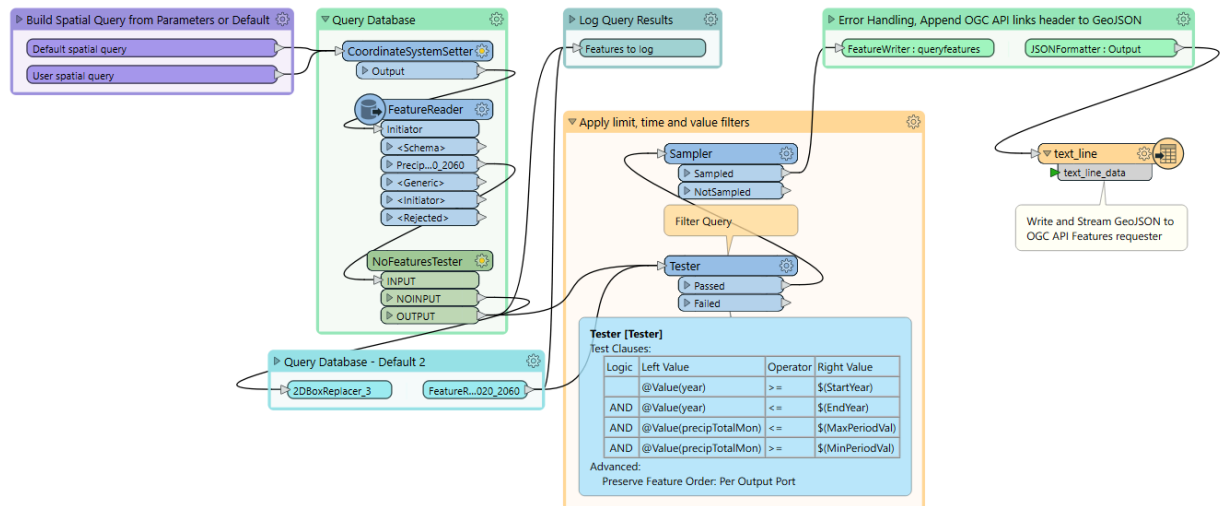 Build Spatial Query from Parameters or Default
Default spatial query
User spatial query
Query Database
CoordinateSystemSetter
Output
FeatureReader
Initiator
<Schema>
Precip...0_2060
<Generic>
<Initiator>
<Rejected>
NoFeaturesTester
INPUT
NOINPUT
OUTPUT
Query Database - Default 2
2DBoxReplacer_3
FeatureR...020_2060
Log Query Results
Features to log
Apply limit, time and value filters
Sampler
Sampled
NotSampled
Filter Query
Tester
Passed
Failed
Tester [Tester]
Test Clauses:
Logic Left Value Operator Right Value
@Value(year) >= $(StartYear)
AND @Value(year) <= $(EndYear)
AND @Value(precipTotalMon) <= $(MaxPeriodVal)
AND @Value(precipTotalMon) >= $(MinPeriodVal)
Advanced:
Preserve Feature Order: Per Output Port
Error Handling, Append OGC API links header to GeoJSON
FeatureWriter : queryfeatures
JSONFormatter : Output
text_line
text_line_data
Write and Stream GeoJSON to
OGC API Features requester